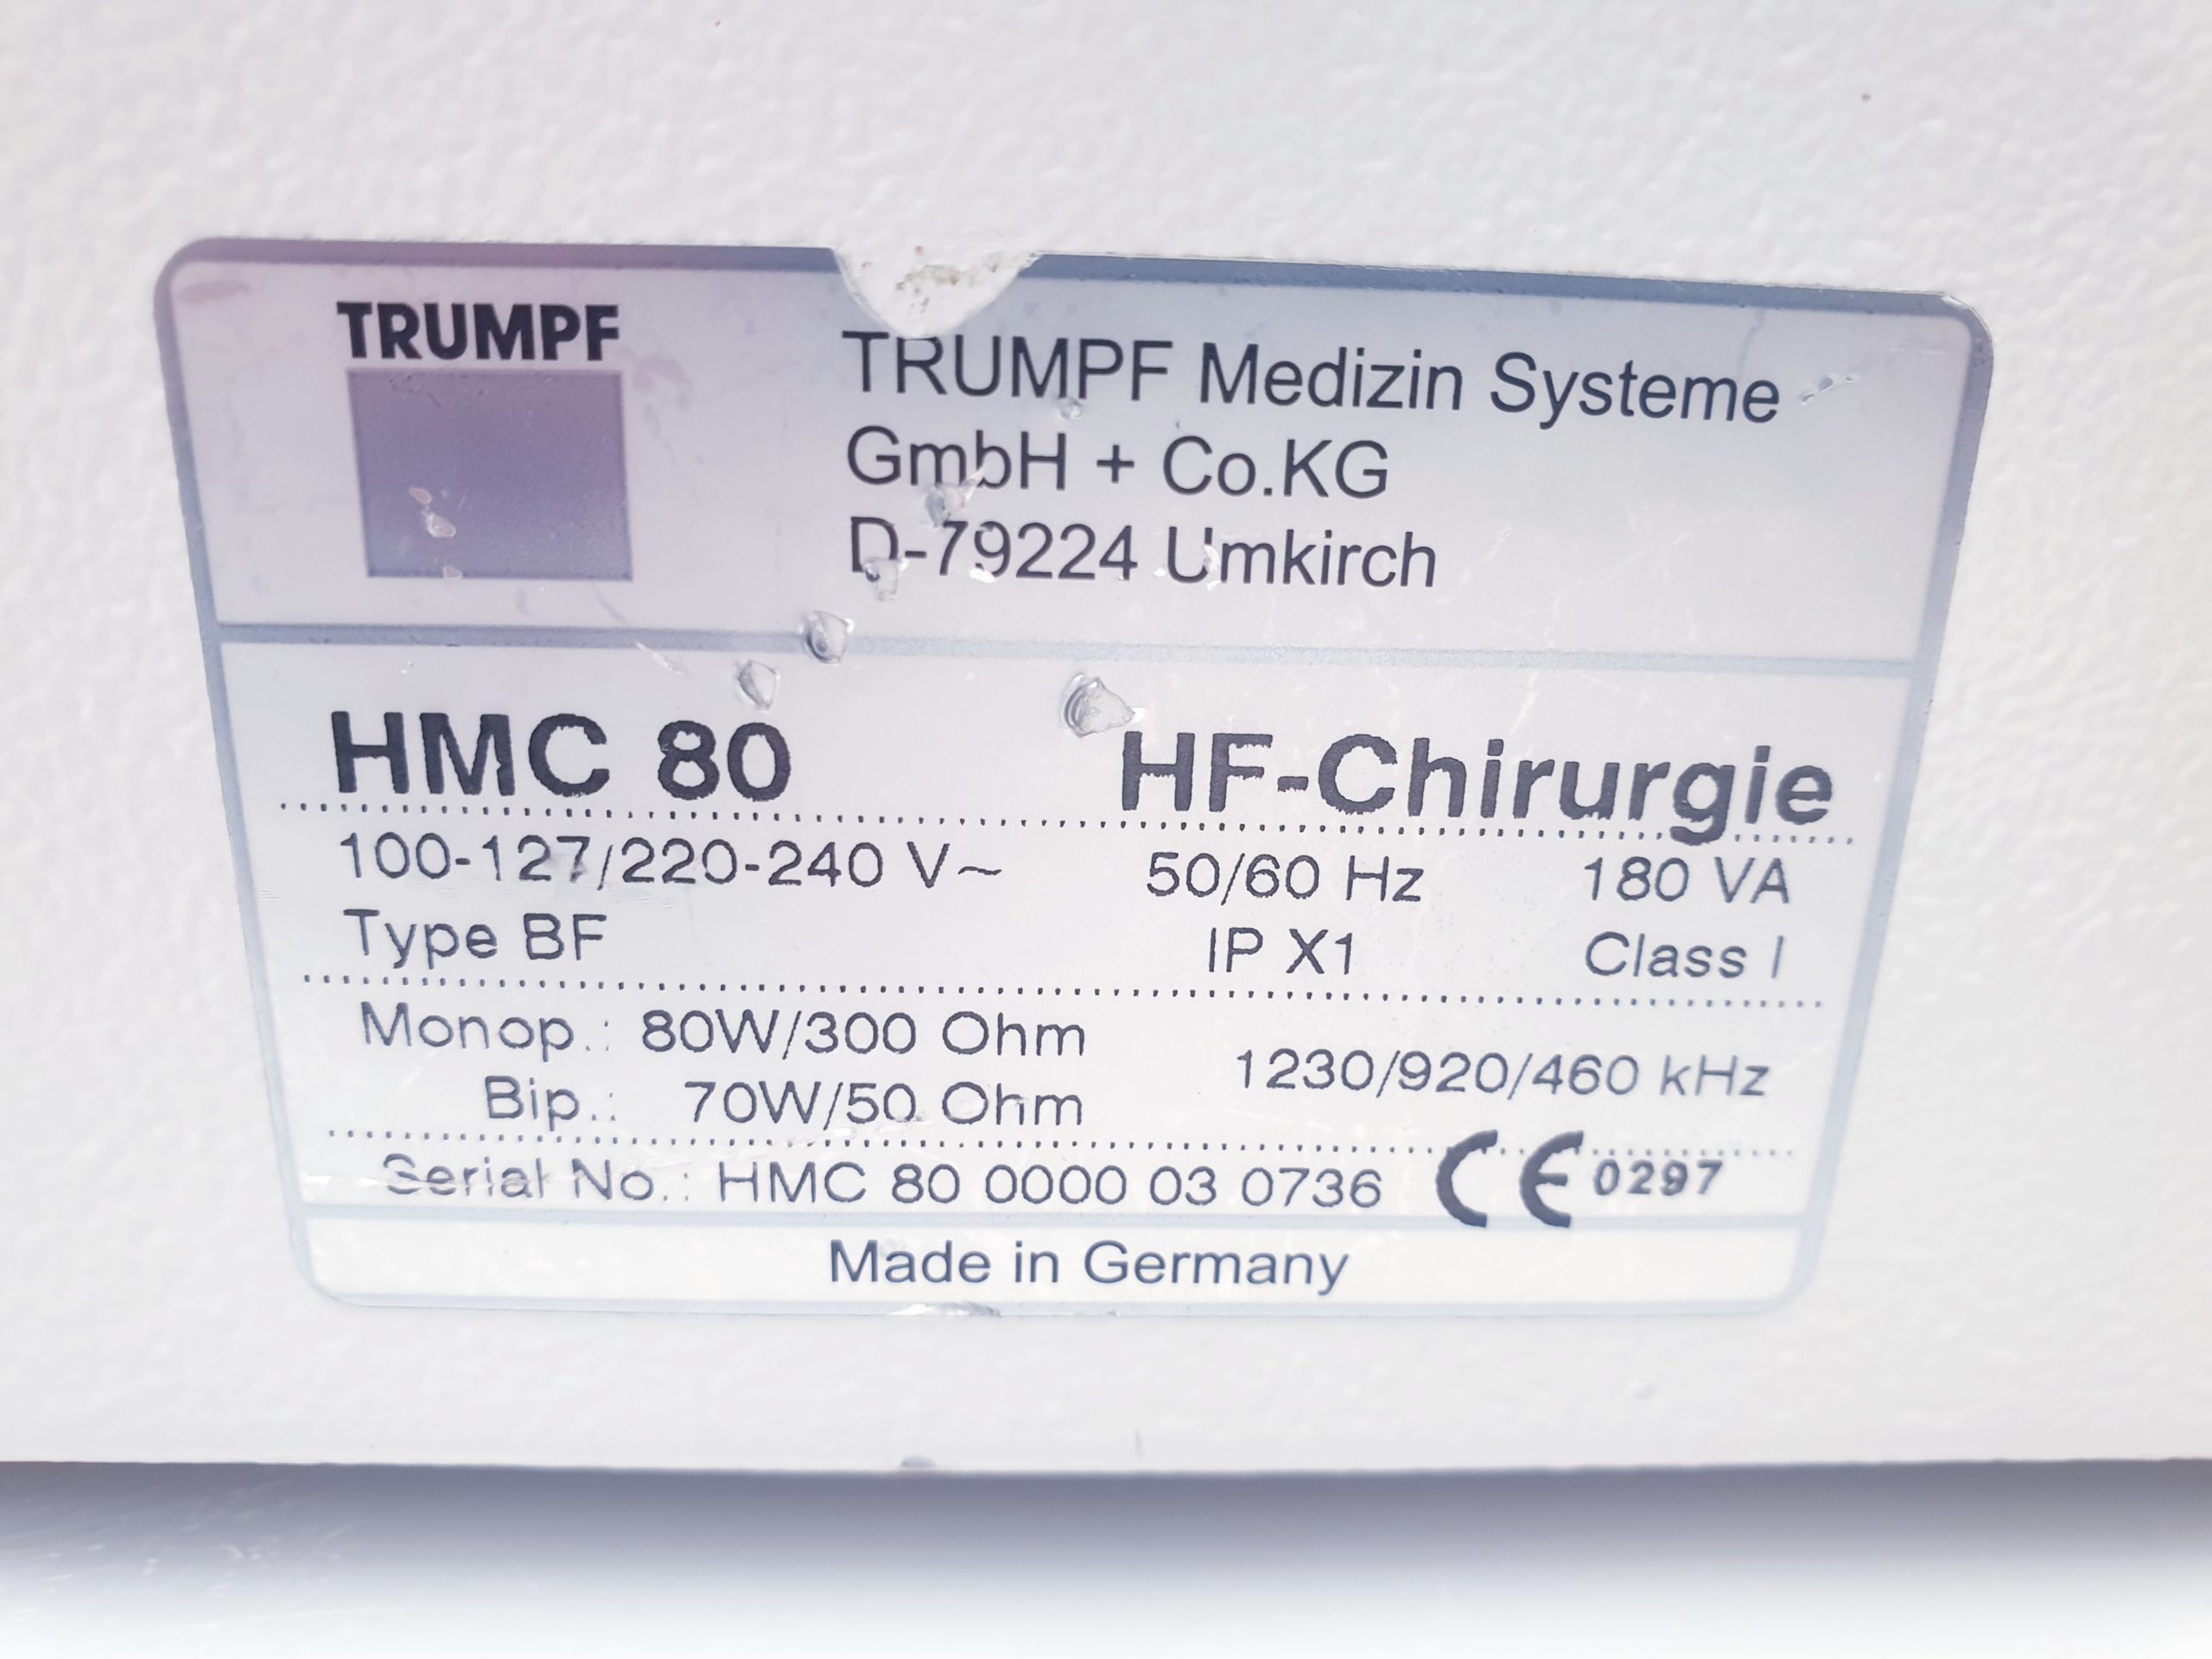 TRUMPF
TRUMPF Medizin Systeme
GmbH + Co.KG
D-79224 Umkirch
HMC 80 HF-Chirurgie
100-127/220-240 V~ 50/60 Hz 180 VA
Type BF IP X1 Class I
Monop.: 80W/300 Ohm
1230/920/460 kHz
Bip.: 70W/50 Ohm
Serial No.: HMC 80 0000 03 0736 CE 0297
Made in Germany